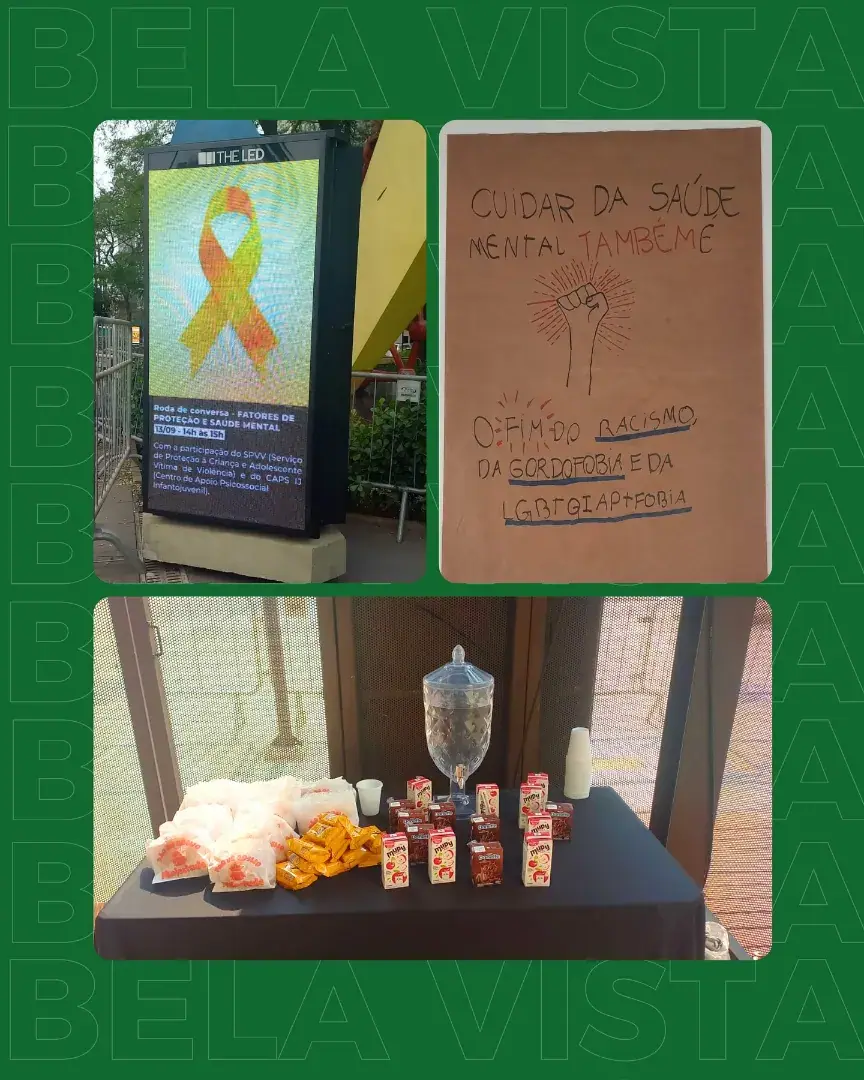 BELA VISTA
THE LED
Roda de conversa - FATORES DE
PROTEÇÃO E SAÚDE MENTAL
13/09 - 14h às 15h
Com a participação do SPVV (Serviço
de Proteção à Criança e Adolescente
Vítima de Violência) e do CAPS IJ
(Centro de Apoio Psicossocial
Infantojuvenil).
CUIDAR DA SAÚDE
MENTAL TAMBÉM É
O FIM DO RACISMO,
DA GORDOFOBIA E DA
LGBTQIAP+FOBIA
BELA VISTA